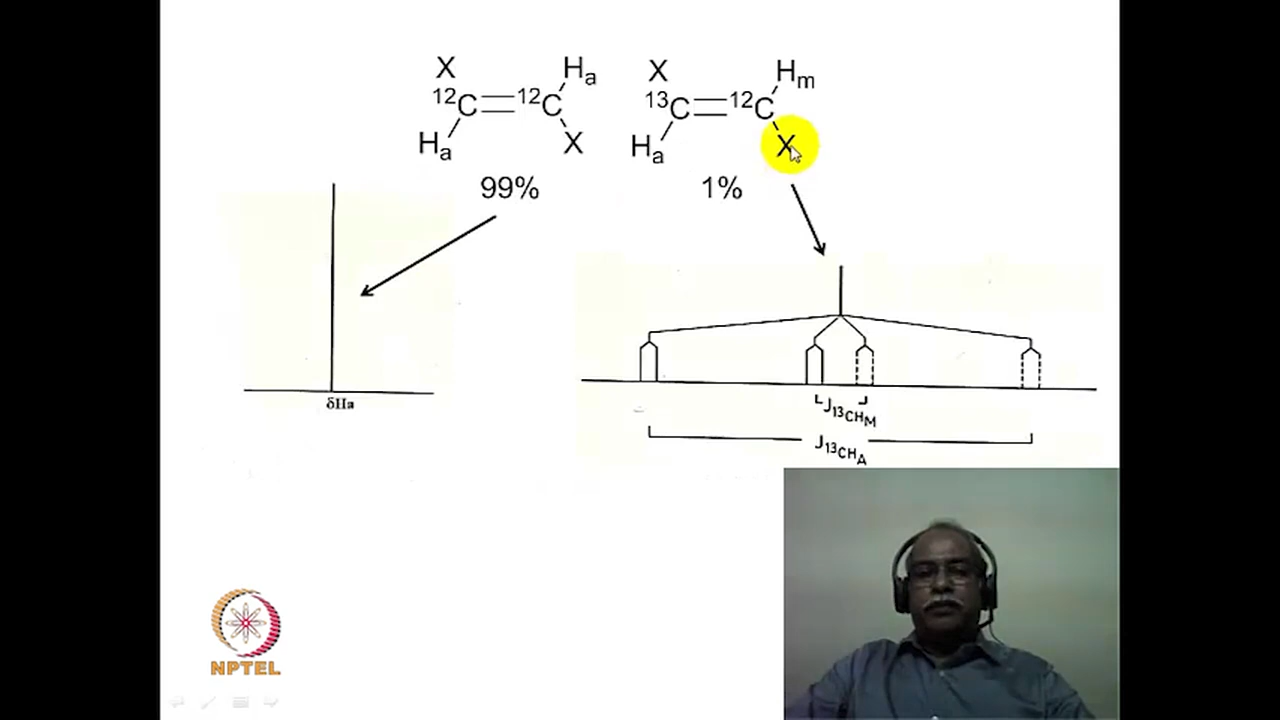 X Hₐ X Hₘ
¹²C ¹²C ¹³C ¹²C
Hₐ X Hₐ X
99% 1%
δHa
J₁₃CHM
J₁₃CHA
NPTEL